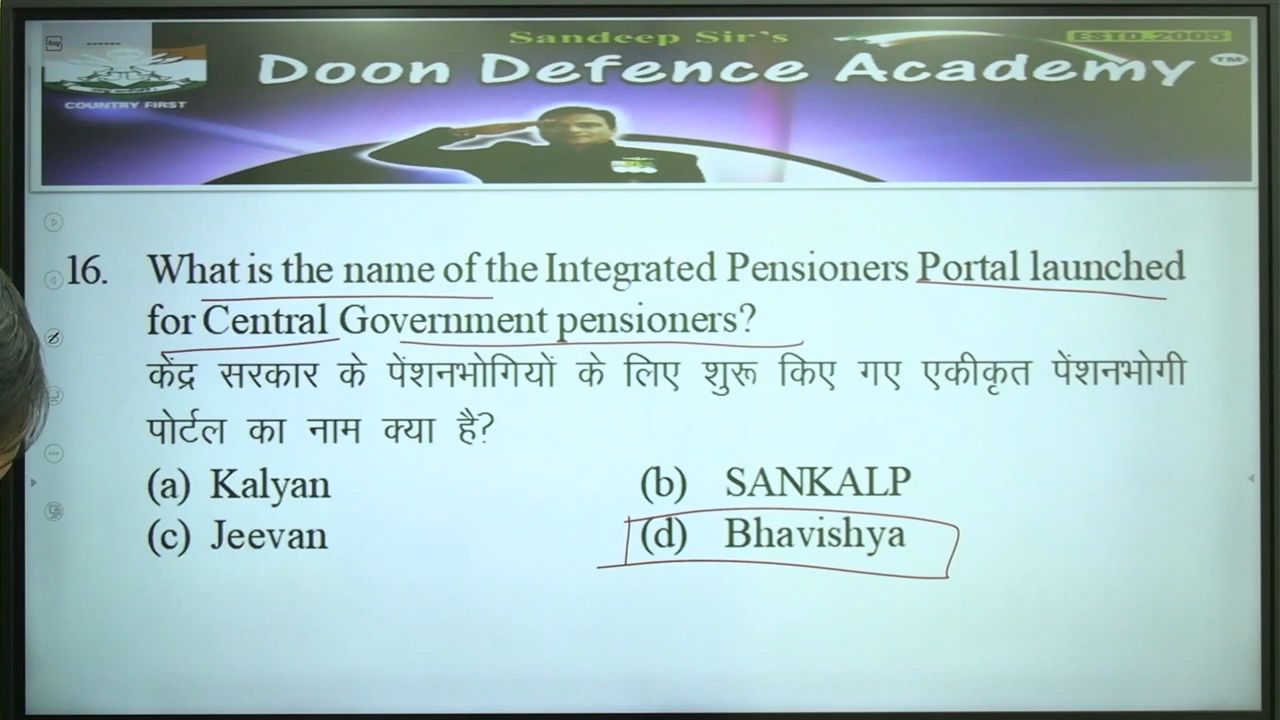 Sandeep Sir's
ESTD.2005
Doon Defence Academy TM
COUNTRY FIRST
16. What is the name of the Integrated Pensioners Portal launched
for Central Government pensioners?
केंद्र सरकार के पेंशनभोगियों के लिए शुरू किए गए एकीकृत पेंशनभोगी
पोर्टल का नाम क्या है?
(a) Kalyan
(b) SANKALP
(c) Jeevan
(d) Bhavishya